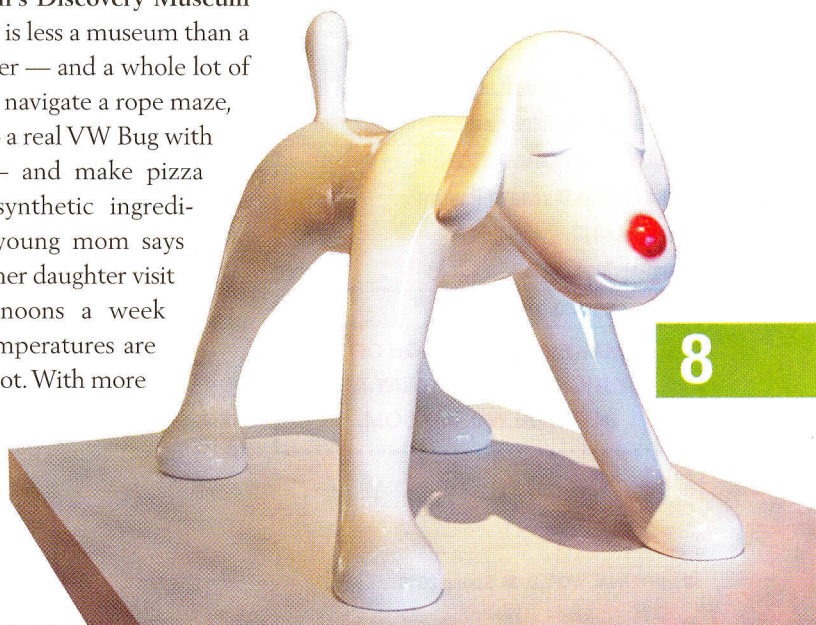 Discovery Museum
is less a museum than a
er — and a whole lot of
navigate a rope maze,
a real VW Bug with
– and make pizza
synthetic ingredi-
young mom says
her daughter visit
noons a week
mperatures are
ot. With more
8